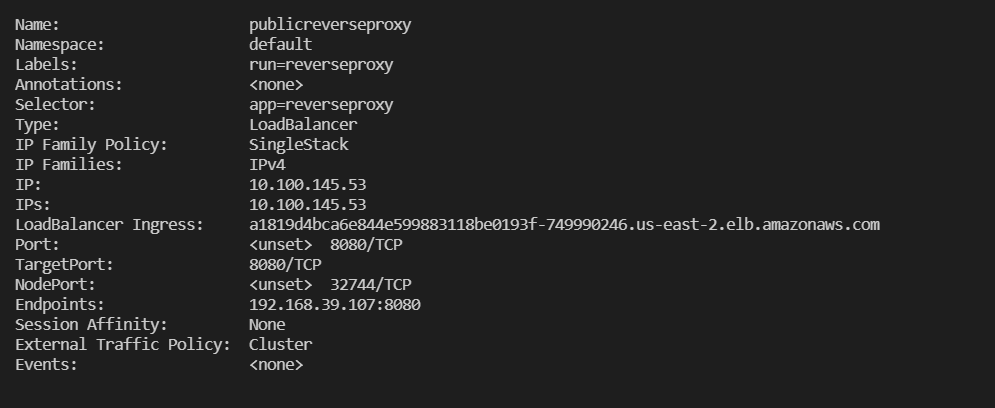 Name: publicreverseproxy
Namespace: default
Labels: run=reverseproxy
Annotations: <none>
Selector: app=reverseproxy
Type: LoadBalancer
IP Family Policy: SingleStack
IP Families: IPv4
IP: 10.100.145.53
IPs: 10.100.145.53
LoadBalancer Ingress: a1819d4bca6e844e599883118be0193f-749990246.us-east-2.elb.amazonaws.com
Port: <unset> 8080/TCP
TargetPort: 8080/TCP
NodePort: <unset> 32744/TCP
Endpoints: 192.168.39.107:8080
Session Affinity: None
External Traffic Policy: Cluster
Events: <none>